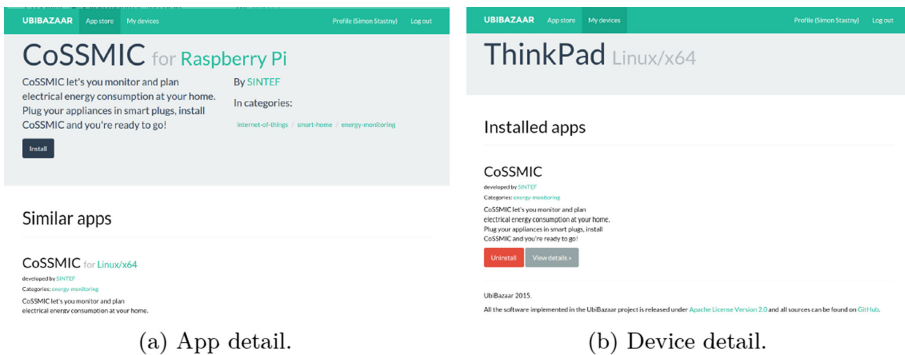 UBIBAZAAR App store My devices Profile (Simon Stastny) Log out
CoSSMIC for Raspberry Pi
CoSSMIC let's you monitor and plan
electrical energy consumption at your home.
Plug your appliances in smart plugs, install
CoSSMIC and you're ready to go!
By SINTEF
In categories:
internet-of-things / smart-home / energy-monitoring
Install
Similar apps
CoSSMIC for Linux/x64
developed by SINTEF
Categories: energy-monitoring
CoSSMIC let's you monitor and plan
electrical energy consumption at your home.
(a) App detail.
UBIBAZAAR App store My devices Profile (Simon Stastny) Log out
ThinkPad Linux/x64
Installed apps
CoSSMIC
developed by SINTEF
Categories: energy-monitoring
CoSSMIC let's you monitor and plan
electrical energy consumption at your home.
Plug your appliances in smart plugs, install
CoSSMIC and you're ready to go!
Uninstall View details »
UbiBazaar 2015.
All the software implemented in the UbiBazaar project is released under Apache License Version 2.0 and all sources can be found on GitHub.
(b) Device detail.